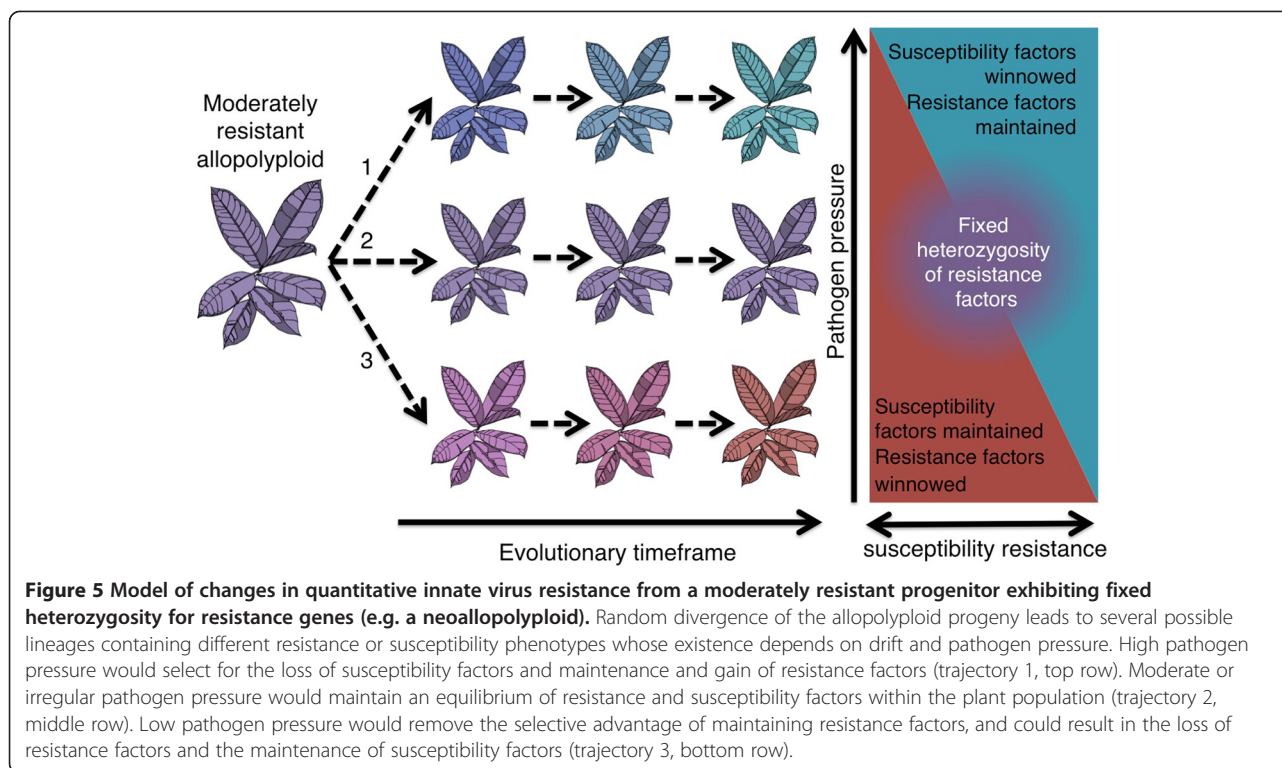 Moderately
resistant
allopolyploid
1
2
3
Evolutionary timeframe
Pathogen pressure
Susceptibility factors
winnowed
Resistance factors
maintained
Fixed
heterozygosity
of resistance
factors
Susceptibility
factors maintained
Resistance factors
winnowed
susceptibility resistance
Figure 5 Model of changes in quantitative innate virus resistance from a moderately resistant progenitor exhibiting fixed
heterozygosity for resistance genes (e.g. a neoallopolyploid). Random divergence of the allopolyploid progeny leads to several possible
lineages containing different resistance or susceptibility phenotypes whose existence depends on drift and pathogen pressure. High pathogen
pressure would select for the loss of susceptibility factors and maintenance and gain of resistance factors (trajectory 1, top row). Moderate or
irregular pathogen pressure would maintain an equilibrium of resistance and susceptibility factors within the plant population (trajectory 2,
middle row). Low pathogen pressure would remove the selective advantage of maintaining resistance factors, and could result in the loss of
resistance factors and the maintenance of susceptibility factors (trajectory 3, bottom row).